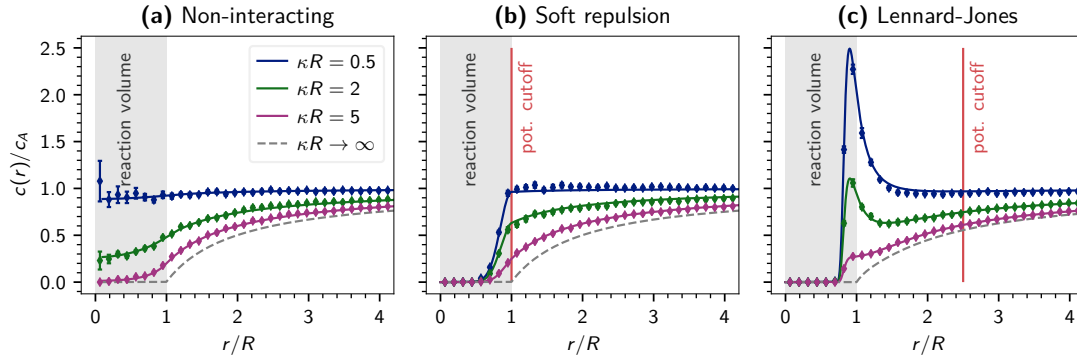 (a) Non-interacting
(b) Soft repulsion
(c) Lennard-Jones
c(r)/c_A
2.5
2.0
1.5
1.0
0.5
0.0
reaction volume
κR = 0.5
κR = 2
κR = 5
κR → ∞
0 1 2 3 4
r/R
reaction volume
pot. cutoff
0 1 2 3 4
r/R
reaction volume
pot. cutoff
0 1 2 3 4
r/R